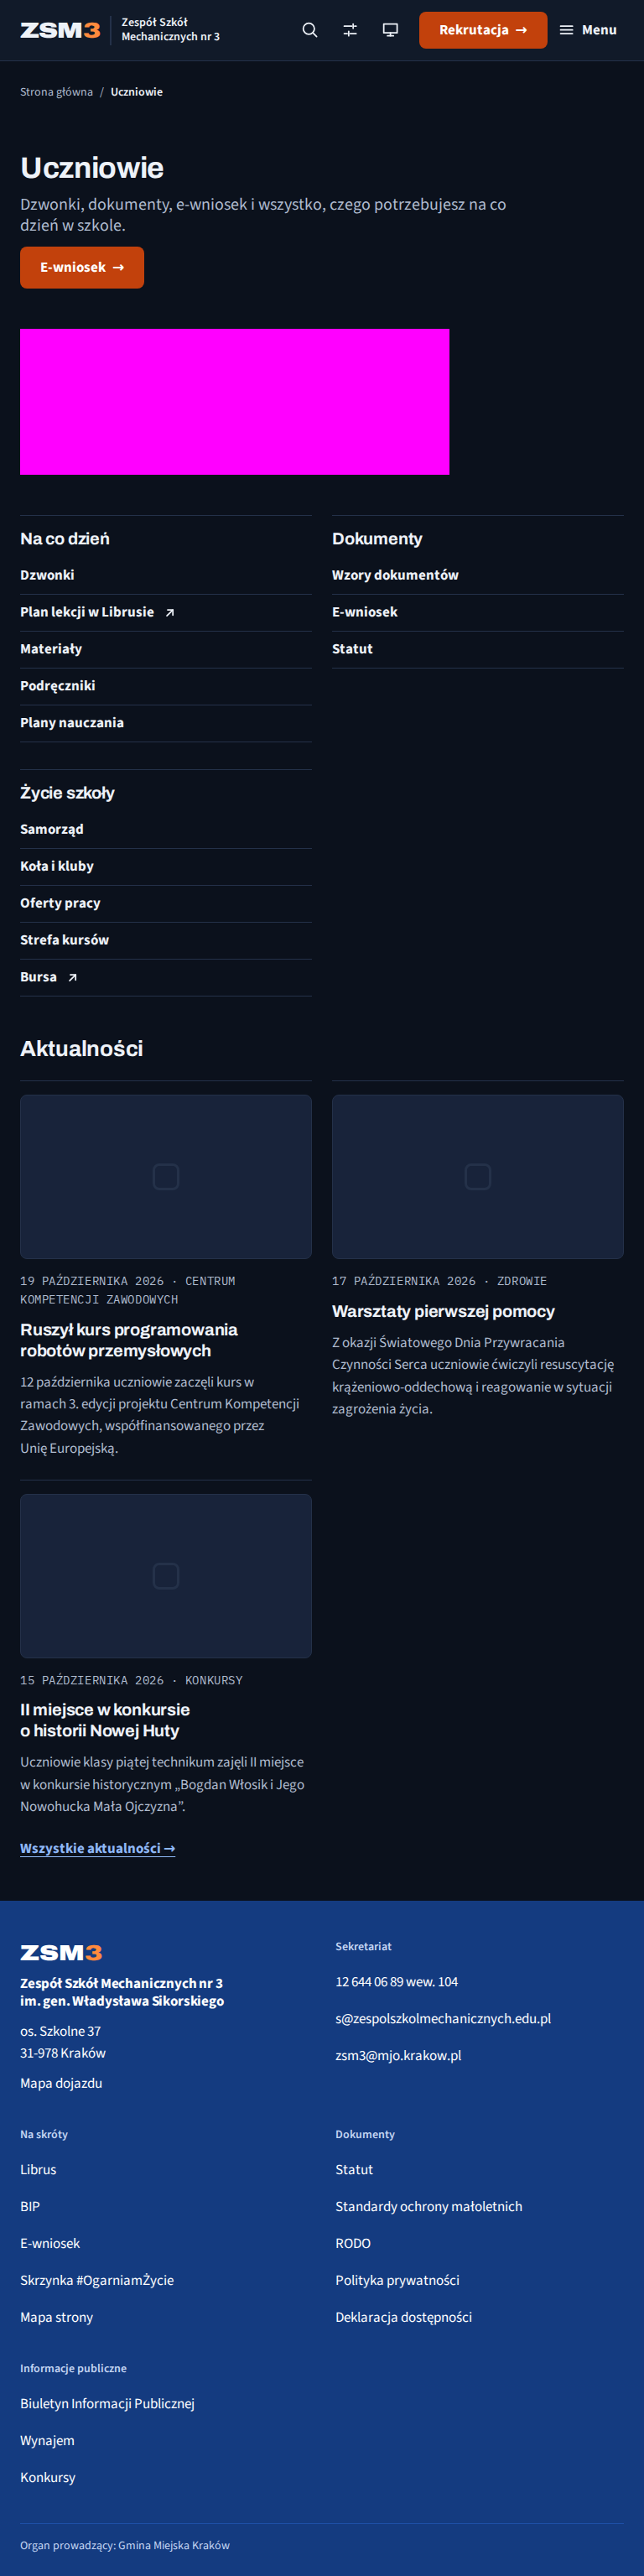 ZSM3
Zespół Szkół
Mechanicznych nr 3
Rekrutacja →
Menu
Strona główna / Uczniowie
Uczniowie
Dzwonki, dokumenty, e-wniosek i wszystko, czego potrzebujesz na co
dzień w szkole.
E-wniosek →
Na co dzień
Dzwonki
Plan lekcji w Librusie
Materiały
Podręczniki
Plany nauczania
Dokumenty
Wzory dokumentów
E-wniosek
Statut
Życie szkoły
Samorząd
Koła i kluby
Oferty pracy
Strefa kursów
Bursa
Aktualności
19 PAŹDZIERNIKA 2026 · CENTRUM
KOMPETENCJI ZAWODOWYCH
Ruszył kurs programowania
robotów przemysłowych
12 października uczniowie zaczęli kurs w
ramach 3. edycji projektu Centrum Kompetencji
Zawodowych, współfinansowanego przez
Unię Europejską.
17 PAŹDZIERNIKA 2026 · ZDROWIE
Warsztaty pierwszej pomocy
Z okazji Światowego Dnia Przywracania
Czynności Serca uczniowie ćwiczyli resuscytację
krążeniowo-oddechową i reagowanie w sytuacji
zagrożenia życia.
15 PAŹDZIERNIKA 2026 · KONKURSY
II miejsce w konkursie
o historii Nowej Huty
Uczniowie klasy piątej technikum zajęli II miejsce
w konkursie historycznym „Bogdan Włosik i Jego
Nowohucka Mała Ojczyzna”.
Wszystkie aktualności →
ZSM3
Zespół Szkół Mechanicznych nr 3
im. gen. Władysława Sikorskiego
os. Szkolne 37
31-978 Kraków
Mapa dojazdu
Sekretariat
12 644 06 89 wew. 104
s@zespolszkolmechanicznych.edu.pl
zsm3@mjo.krakow.pl
Na skróty
Librus
BIP
E-wniosek
Skrzynka #OgarniamŻycie
Mapa strony
Dokumenty
Statut
Standardy ochrony małoletnich
RODO
Polityka prywatności
Deklaracja dostępności
Informacje publiczne
Biuletyn Informacji Publicznej
Wynajem
Konkursy
Organ prowadzący: Gmina Miejska Kraków